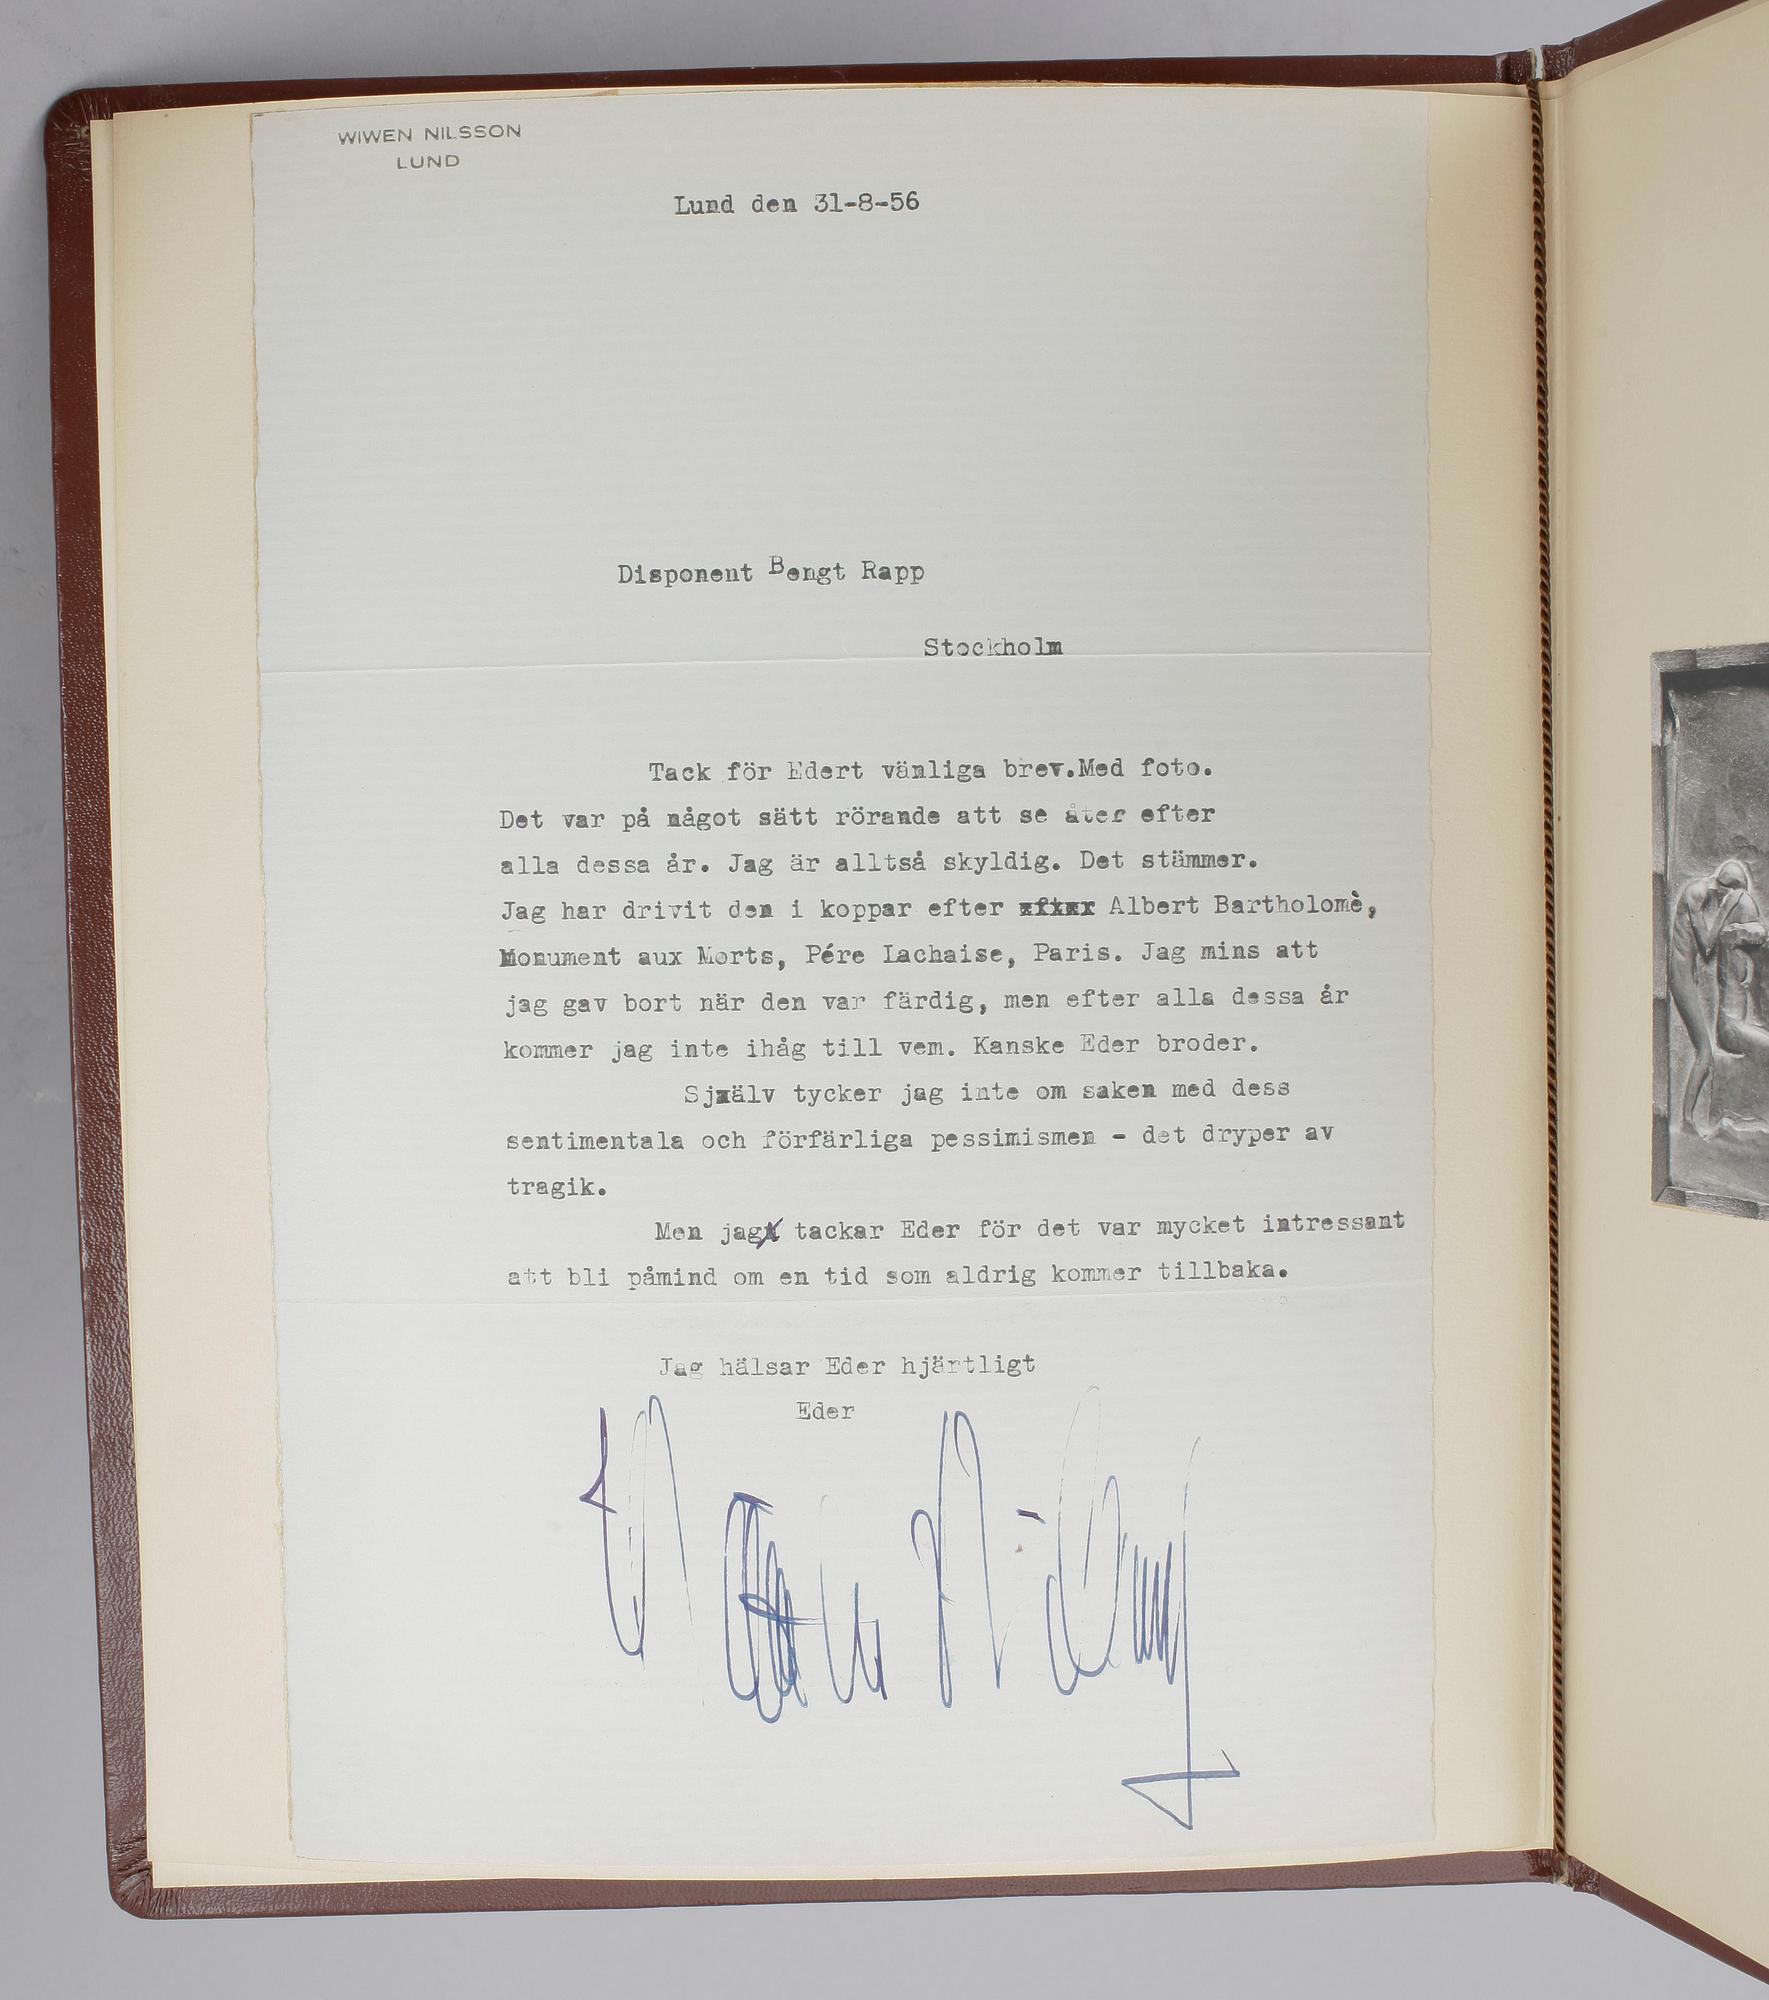 WIWEN NILSSON
LUND
Lund den 31-8-56
Disponent Bengt Rapp
Stockholm
Tack för Edert vänliga brev.Med foto.
Det var på något sätt rörande att se åter efter
alla dessa år. Jag är alltså skyldig. Det stämmer.
Jag har drivit den i koppar efter Albert Bartholomè,
Monument aux Morts, Pére Lachaise, Paris. Jag mins att
jag gav bort när den var färdig, men efter alla dessa år
kommer jag inte ihåg till vem. Kanske Eder broder.
Sjxälv tycker jag inte om saken med dess
sentimentala och förfärliga pessimismen - det dryper av
tragik.
Men jag tackar Eder för det var mycket intressant
att bli påmind om en tid som aldrig kommer tillbaka.
Jag hälsar Eder hjärtligt
Eder